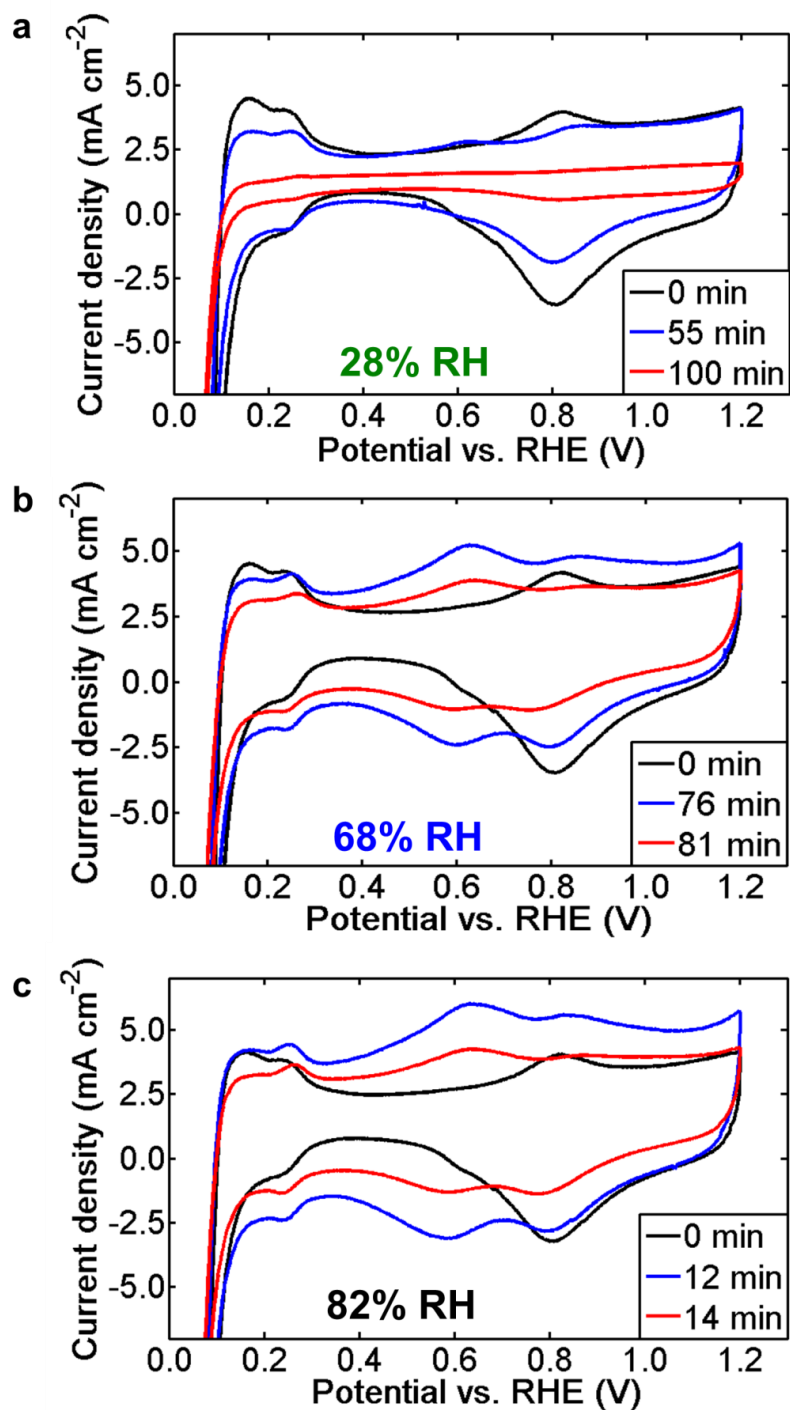 a
Current density (mA cm⁻²)
5.0
2.5
0.0
-2.5
-5.0
28% RH
0 min
55 min
100 min
0.0 0.2 0.4 0.6 0.8 1.0 1.2
Potential vs. RHE (V)
b
Current density (mA cm⁻²)
5.0
2.5
0.0
-2.5
-5.0
68% RH
0 min
76 min
81 min
0.0 0.2 0.4 0.6 0.8 1.0 1.2
Potential vs. RHE (V)
c
Current density (mA cm⁻²)
5.0
2.5
0.0
-2.5
-5.0
82% RH
0 min
12 min
14 min
0.0 0.2 0.4 0.6 0.8 1.0 1.2
Potential vs. RHE (V)